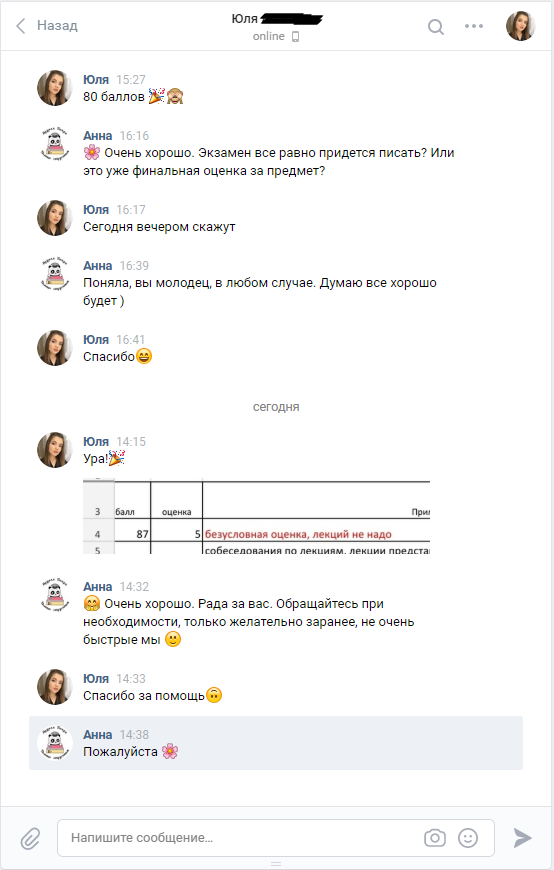 Назад
Юля
online
Юля 15:27
80 баллов 🎉🙈
Анна 16:16
🌸 Очень хорошо. Экзамен все равно придется писать? Или
это уже финальная оценка за предмет?
Юля 16:17
Сегодня вечером скажут
Анна 16:39
Поняла, вы молодец, в любом случае. Думаю все хорошо
будет )
Юля 16:41
Спасибо😄
сегодня
Юля 14:15
Ура!🎉
3 балл оценка При
4 87 5 безусловная оценка, лекций не надо
5 собеседования по лекциям, лекции предста
Анна 14:32
🤗 Очень хорошо. Рада за вас. Обращайтесь при
необходимости, только желательно заранее, не очень
быстрые мы 🙂
Юля 14:33
Спасибо за помощь🙃
Анна 14:38
Пожалуйста 🌸
Напишите сообщение...